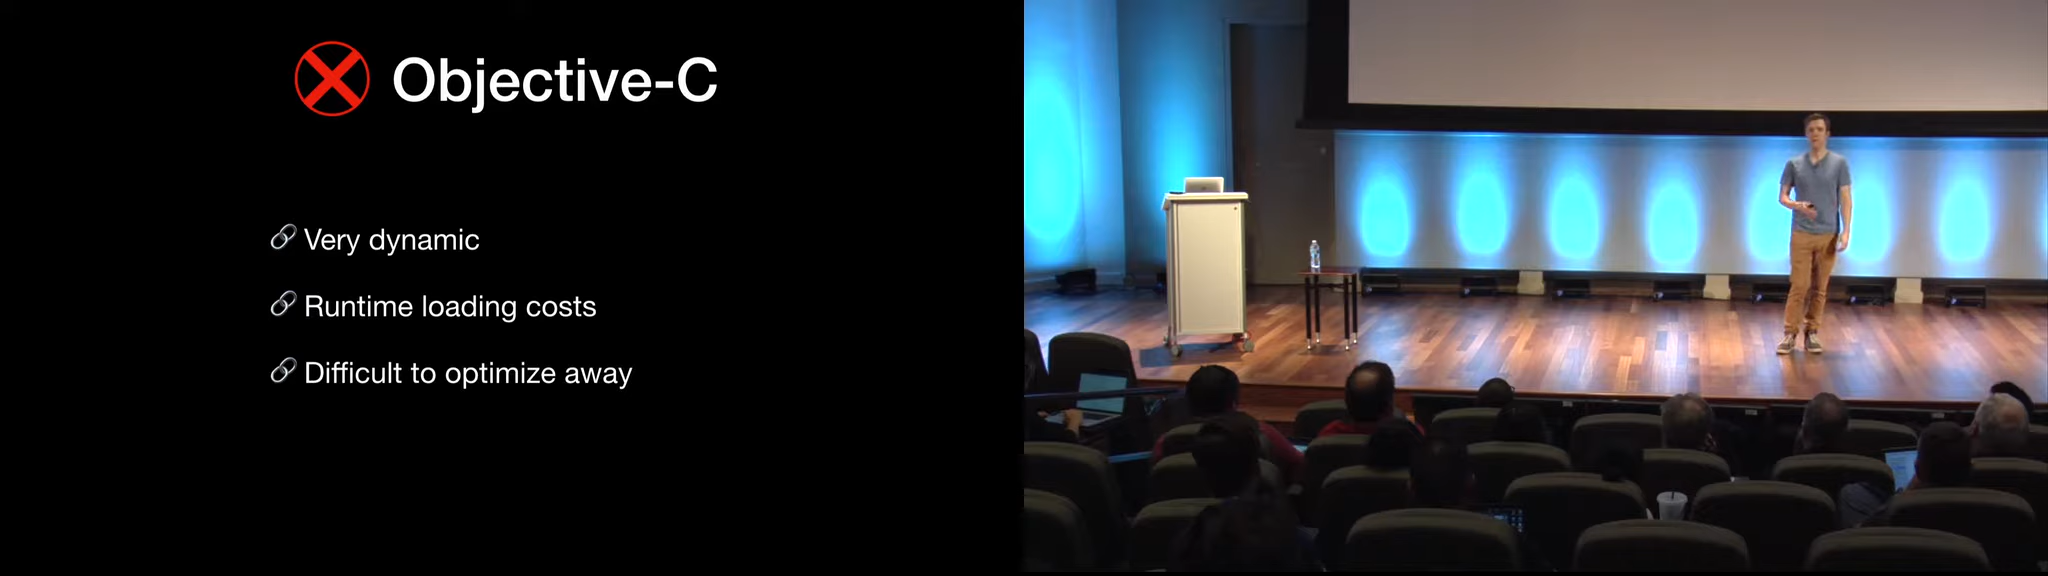 Objective-C
Very dynamic
Runtime loading costs
Difficult to optimize away